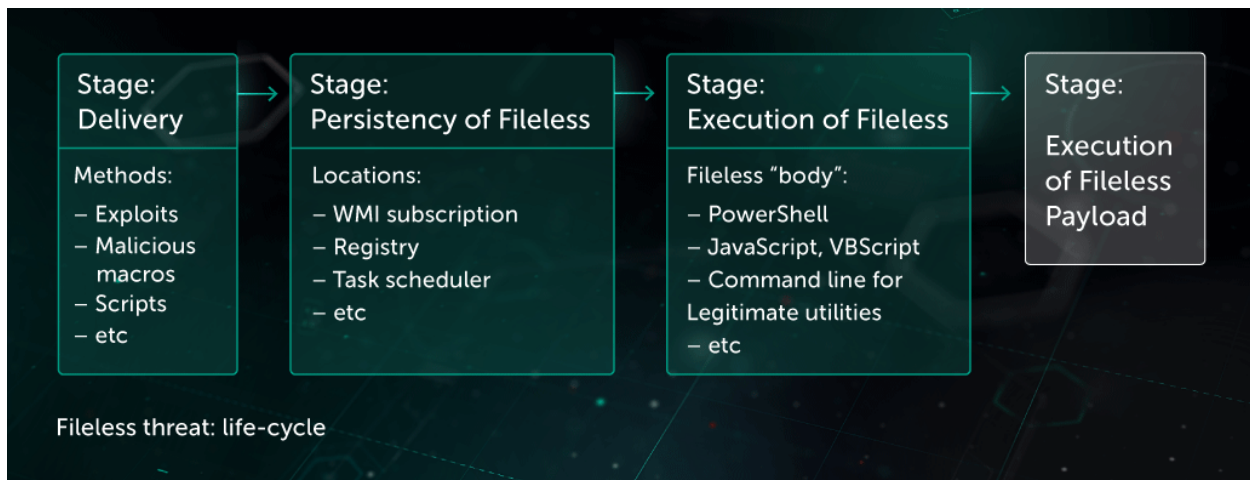 Stage:
Delivery
Methods:
– Exploits
– Malicious
macros
– Scripts
– etc
Stage:
Persistency of Fileless
Locations:
– WMI subscription
– Registry
– Task scheduler
– etc
Stage:
Execution of Fileless
Fileless “body”:
– PowerShell
– JavaScript, VBScript
– Command line for
Legitimate utilities
– etc
Stage:
Execution
of Fileless
Payload
Fileless threat: life-cycle